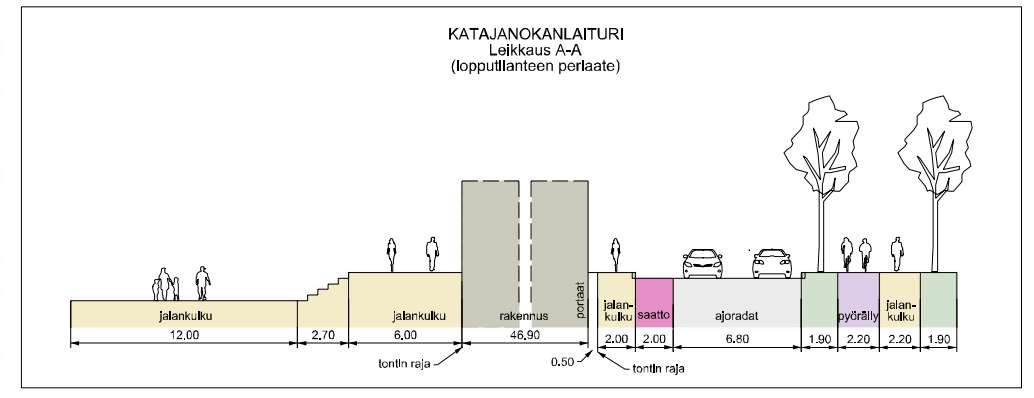 KATAJANOKANLAITURI
Leikkaus A-A
(lopputilanteen periaate)
portaat
jalan-
kulku
jalankulku
jalankulku
rakennus
saatto
ajoradat
pyöräily
jalan-
kulku
12.00
2.70
6.00
46.90
2.00
2.00
6.80
1.90
2.20
2.20
1.90
tontin raja
0.50
tontin raja